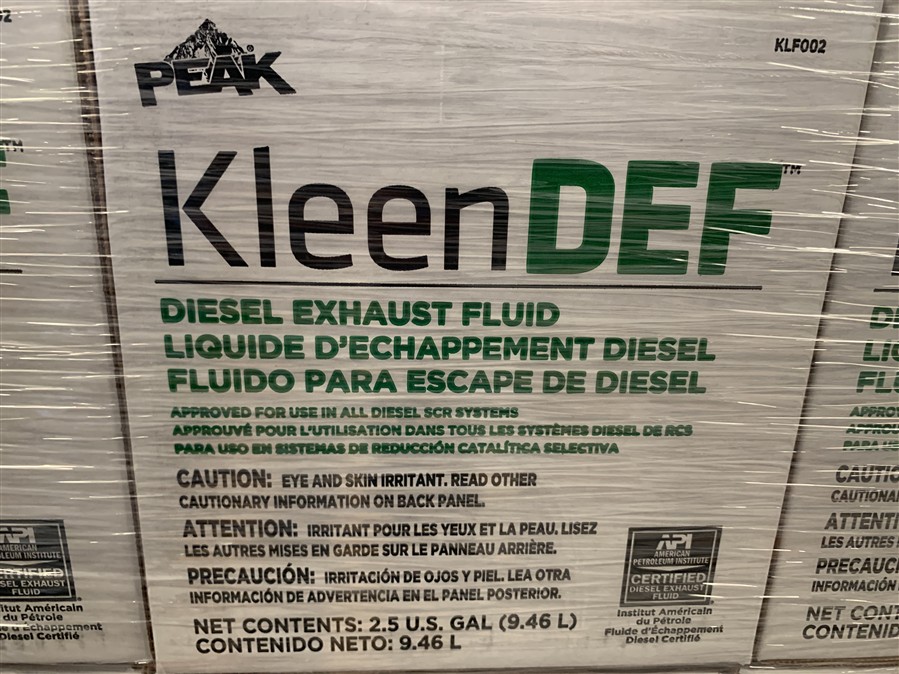 PEAK®
KLF002
KleenDEF™
DIESEL EXHAUST FLUID
LIQUIDE D'ECHAPPEMENT DIESEL
FLUIDO PARA ESCAPE DE DIESEL
APPROVED FOR USE IN ALL DIESEL SCR SYSTEMS
APPROUVÉ POUR L'UTILISATION DANS TOUS LES SYSTÈMES DIESEL DE RCS
PARA USO EN SISTEMAS DE REDUCCIÓN CATALÍTICA SELECTIVA
CAUTION: EYE AND SKIN IRRITANT. READ OTHER
CAUTIONARY INFORMATION ON BACK PANEL.
ATTENTION: IRRITANT POUR LES YEUX ET LA PEAU. LISEZ
LES AUTRES MISES EN GARDE SUR LE PANNEAU ARRIÈRE.
PRECAUCIÓN: IRRITACIÓN DE OJOS Y PIEL. LEA OTRA
INFORMACIÓN DE ADVERTENCIA EN EL PANEL POSTERIOR.
NET CONTENTS: 2.5 U.S. GAL (9.46 L)
CONTENIDO NETO: 9.46 L
API
AMERICAN
PETROLEUM INSTITUTE
CERTIFIED
DIESEL EXHAUST
FLUID
Institut Américain
du Pétrole
Fluide d'Échappement
Diesel Certifié